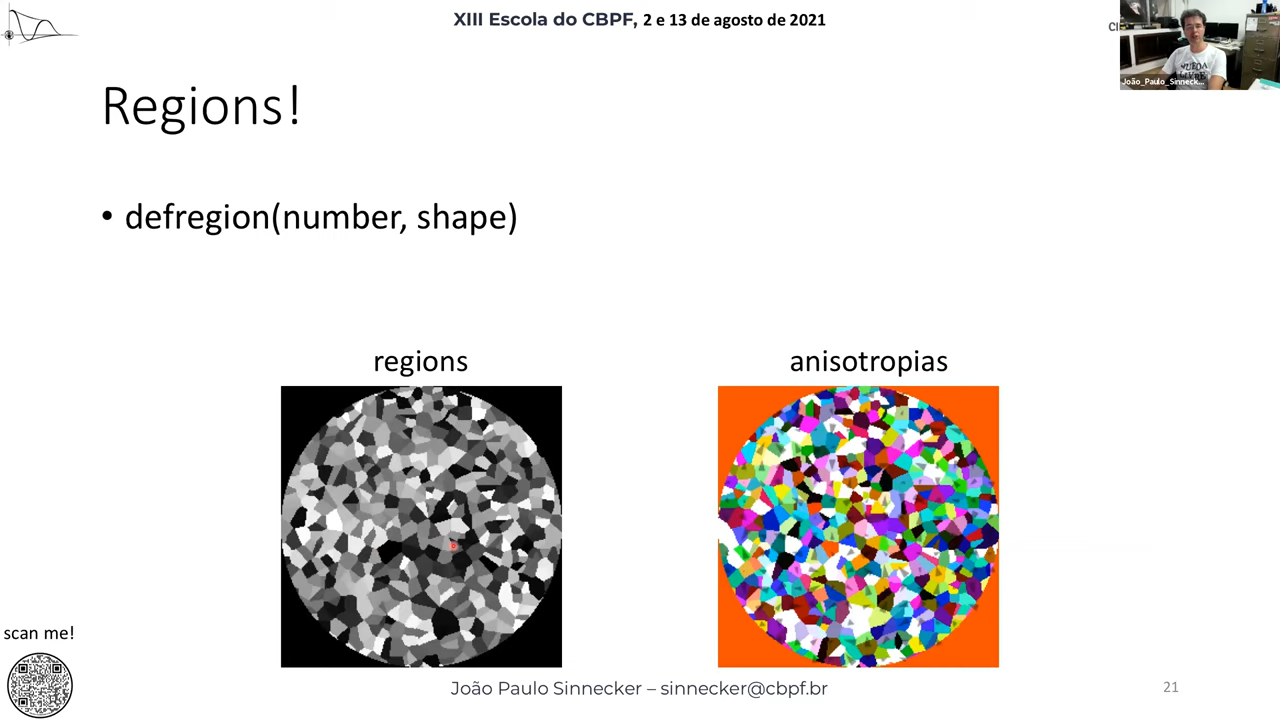 XIII Escola do CBPF, 2 e 13 de agosto de 2021
João_Paulo_Sinneck...
Regions!
• defregion(number, shape)
regions
anisotropias
scan me!
João Paulo Sinnecker – sinnecker@cbpf.br
21